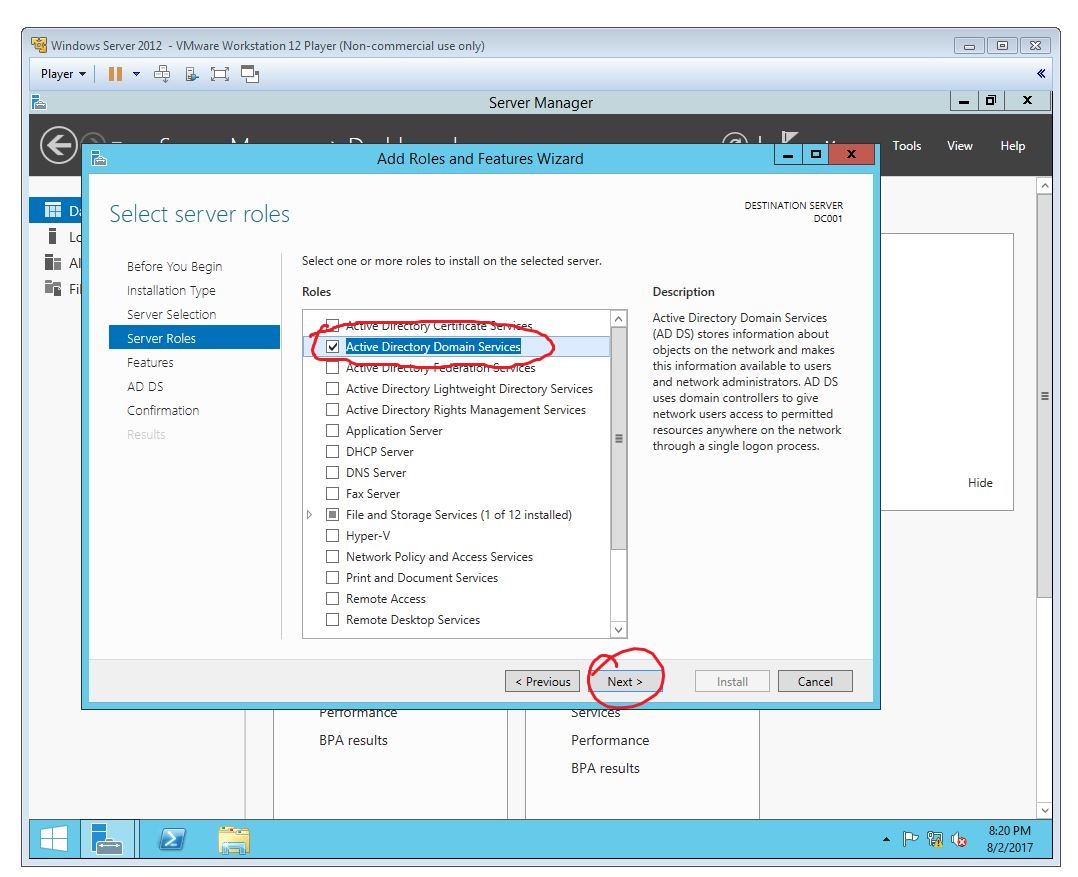 Windows Server 2012 - VMware Workstation 12 Player (Non-commercial use only)
Player
Server Manager
Tools View Help
Add Roles and Features Wizard
Select server roles
DESTINATION SERVER
DC001
Before You Begin
Installation Type
Server Selection
Server Roles
Features
AD DS
Confirmation
Results
Select one or more roles to install on the selected server.
Roles
Active Directory Certificate Services
Active Directory Domain Services
Active Directory Federation Services
Active Directory Lightweight Directory Services
Active Directory Rights Management Services
Application Server
DHCP Server
DNS Server
Fax Server
File and Storage Services (1 of 12 installed)
Hyper-V
Network Policy and Access Services
Print and Document Services
Remote Access
Remote Desktop Services
Description
Active Directory Domain Services
(AD DS) stores information about
objects on the network and makes
this information available to users
and network administrators. AD DS
uses domain controllers to give
network users access to permitted
resources anywhere on the network
through a single logon process.
Hide
< Previous
Next >
Install
Cancel
Performance
BPA results
Services
Performance
BPA results
8:20 PM
8/2/2017